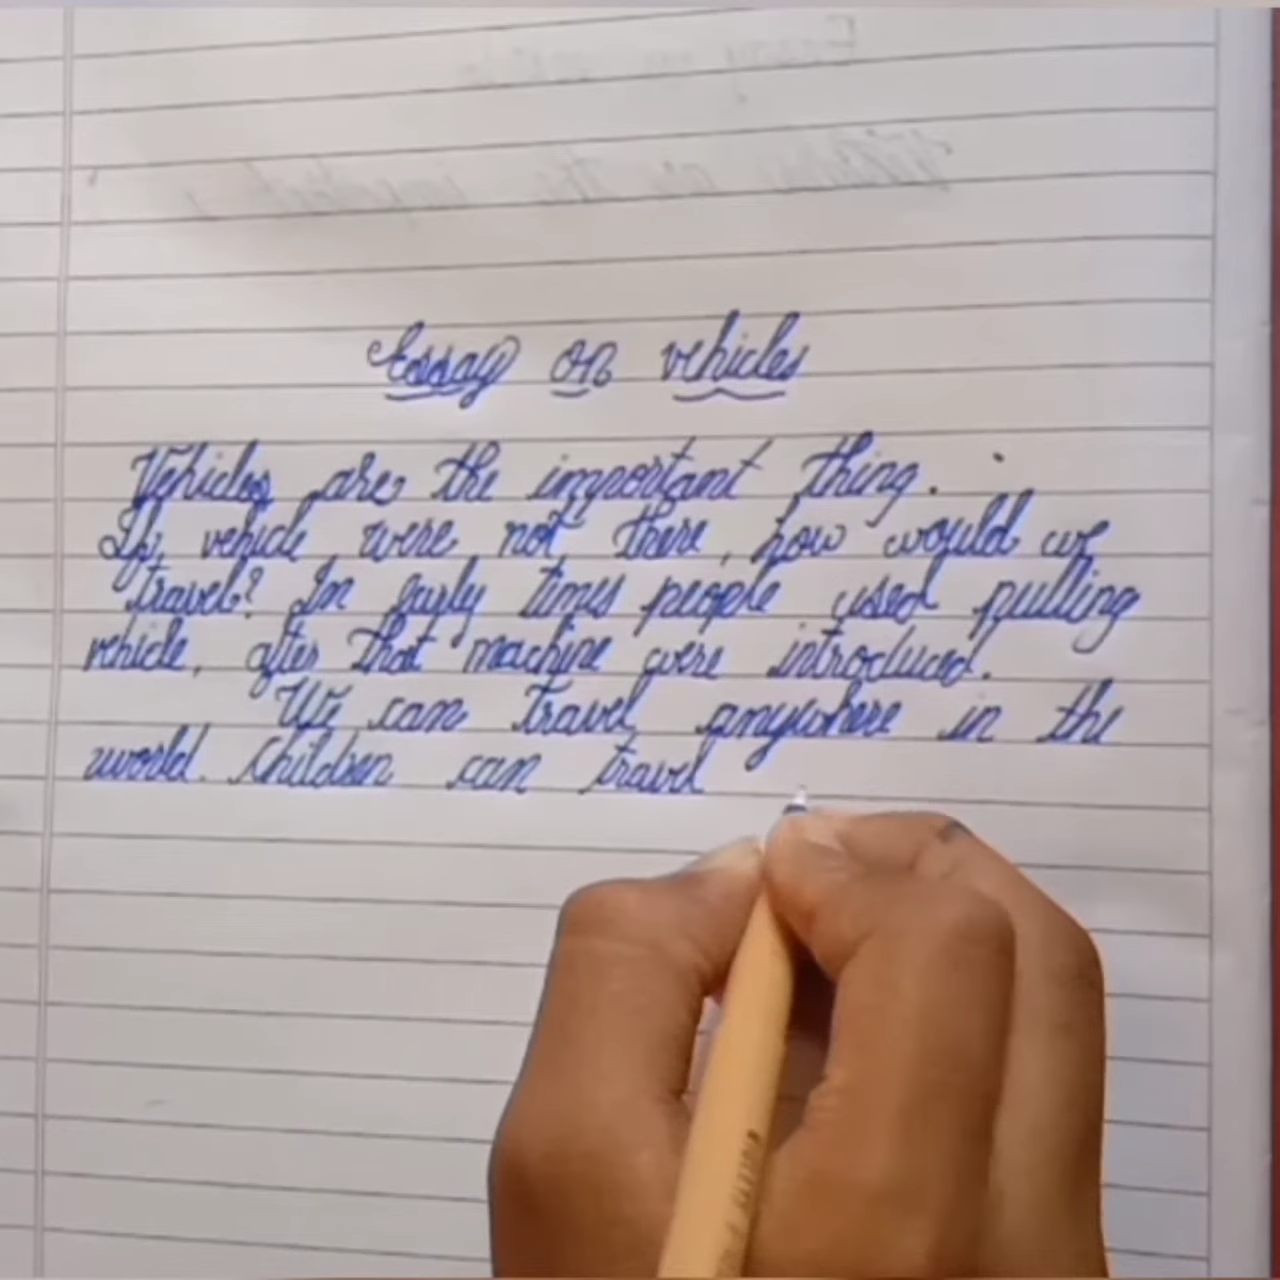 Essay on vehicles
Vehicles are the important thing.
If vehicle were not there, how would we
travel? In early times people used pulling
vehicle, after that machine were introduced.
We can travel anywhere in the
world. Children can travel